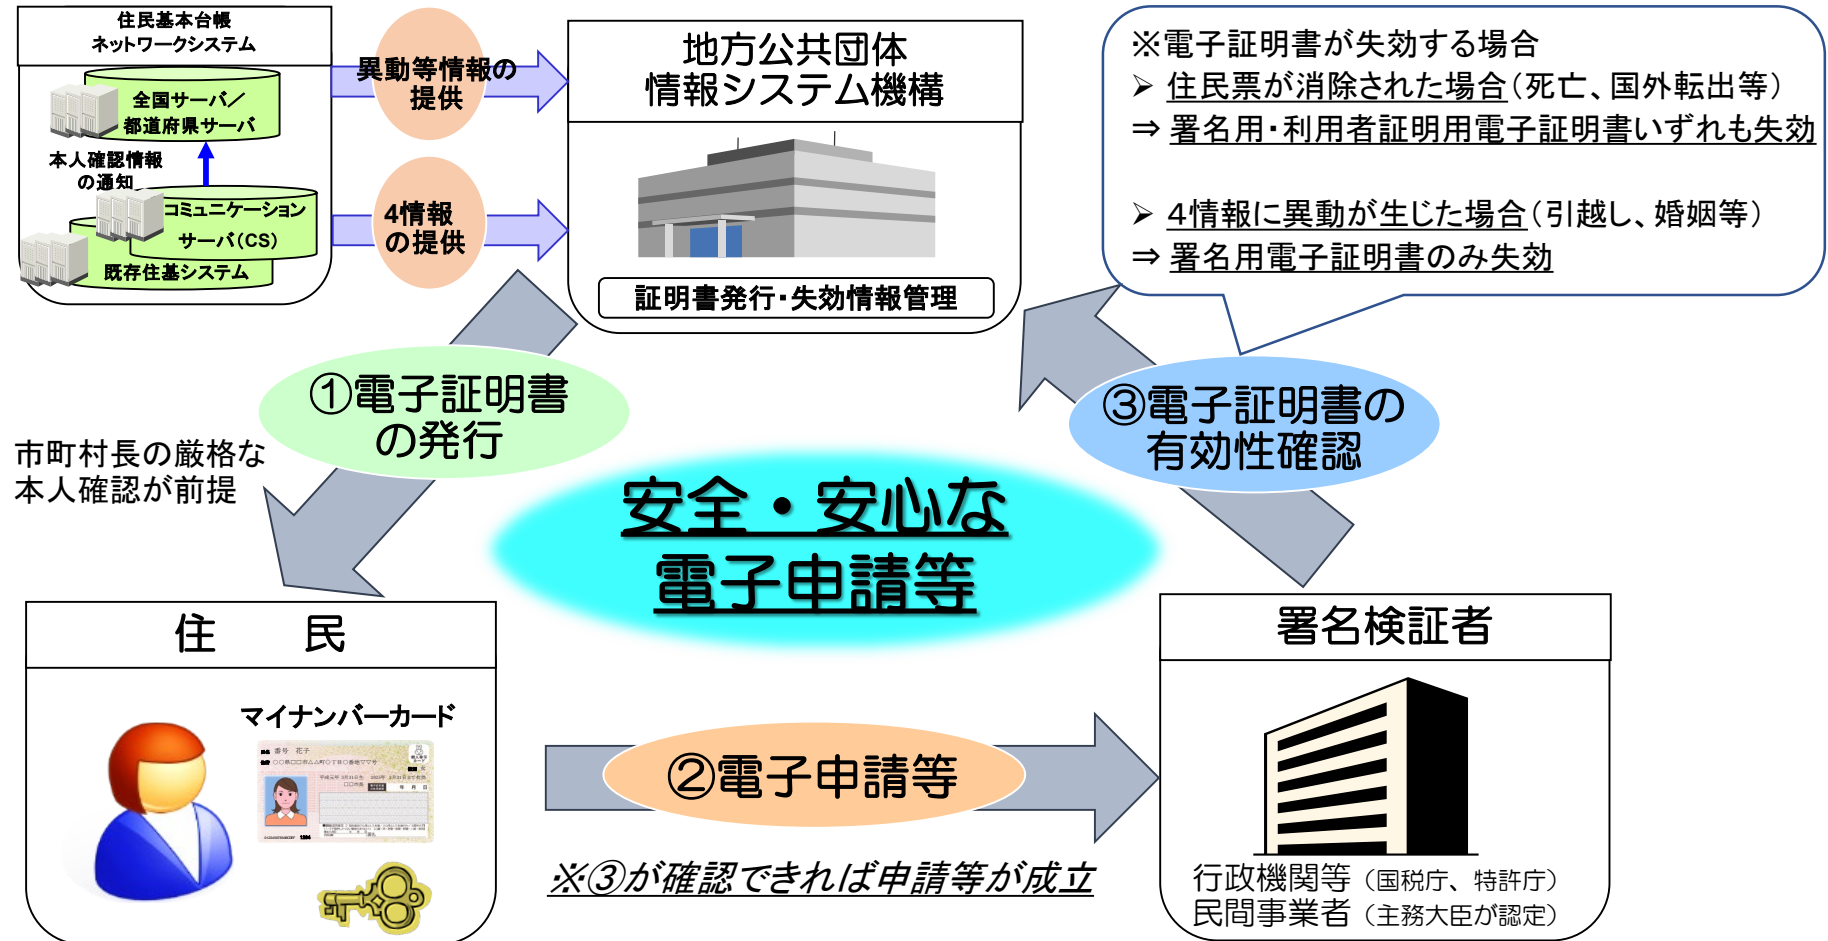 住民基本台帳
ネットワークシステム
全国サーバ／
都道府県サーバ
本人確認情報
の通知
コミュニケーション
サーバ(CS)
既存住基システム
異動等情報の
提供
4情報
の提供
地方公共団体
情報システム機構
証明書発行・失効情報管理
※電子証明書が失効する場合
➢ 住民票が消除された場合（死亡、国外転出等）
⇒ 署名用・利用者証明用電子証明書いずれも失効
➢ 4情報に異動が生じた場合（引越し、婚姻等）
⇒ 署名用電子証明書のみ失効
①電子証明書
の発行
市町村長の厳格な
本人確認が前提
③電子証明書の
有効性確認
安全・安心な
電子申請等
住　　民
マイナンバーカード
番号 花子
②電子申請等
※③が確認できれば申請等が成立
署名検証者
行政機関等（国税庁、特許庁）
民間事業者（主務大臣が認定）